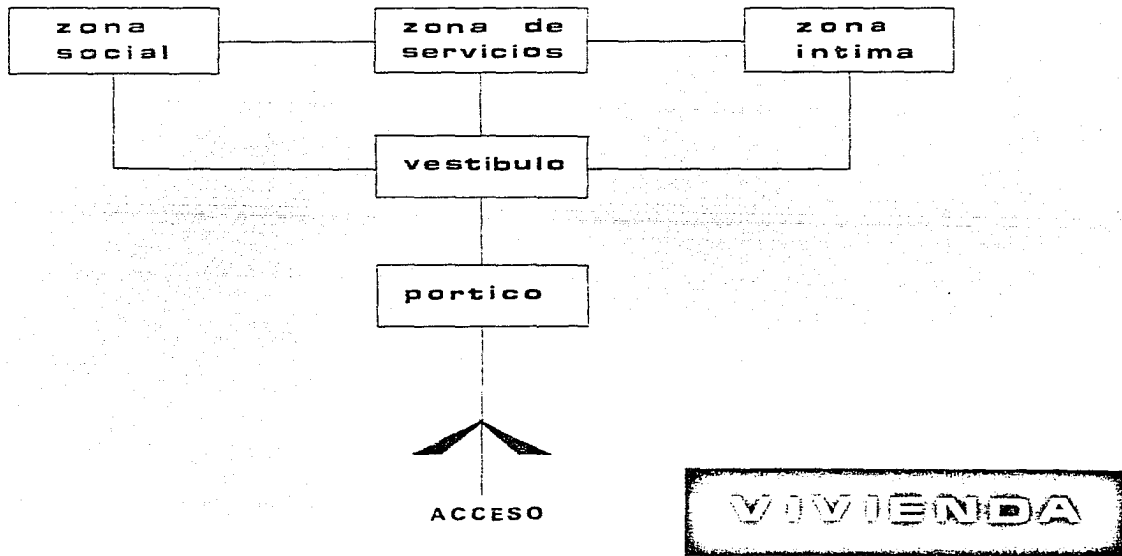 zona
social
zona de
servicios
zona
intima
vestibulo
portico
ACCESO
VIVIENDA